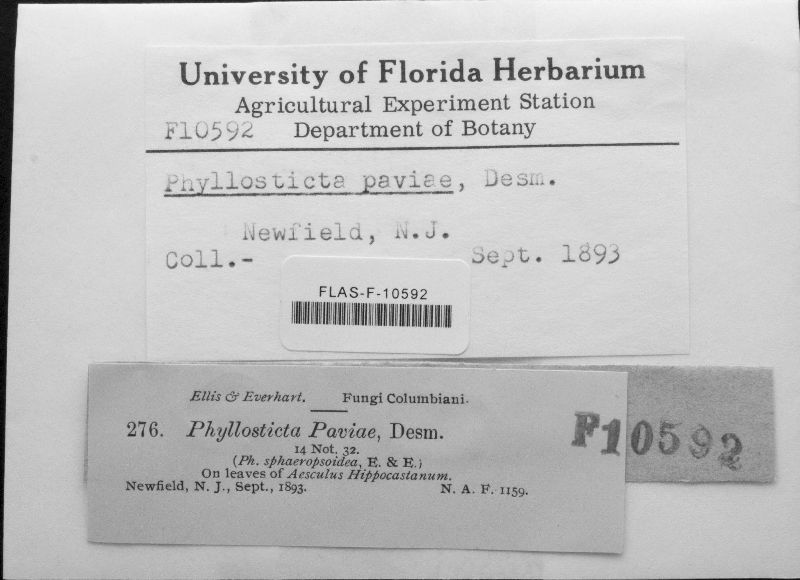 University of Florida Herbarium
Agricultural Experiment Station
F10592 Department of Botany
Phyllosticta paviae, Desm.
Newfield, N.J.
Coll.- Sept. 1893
FLAS-F-10592
Ellis & Everhart. Fungi Columbiani.
276. Phyllosticta Paviae, Desm.
14 Not. 32.
(Ph. sphaeropsoidea, E. & E.)
On leaves of Aesculus Hippocastanum.
Newfield, N. J., Sept., 1893. N. A. F. 1159.
F10592